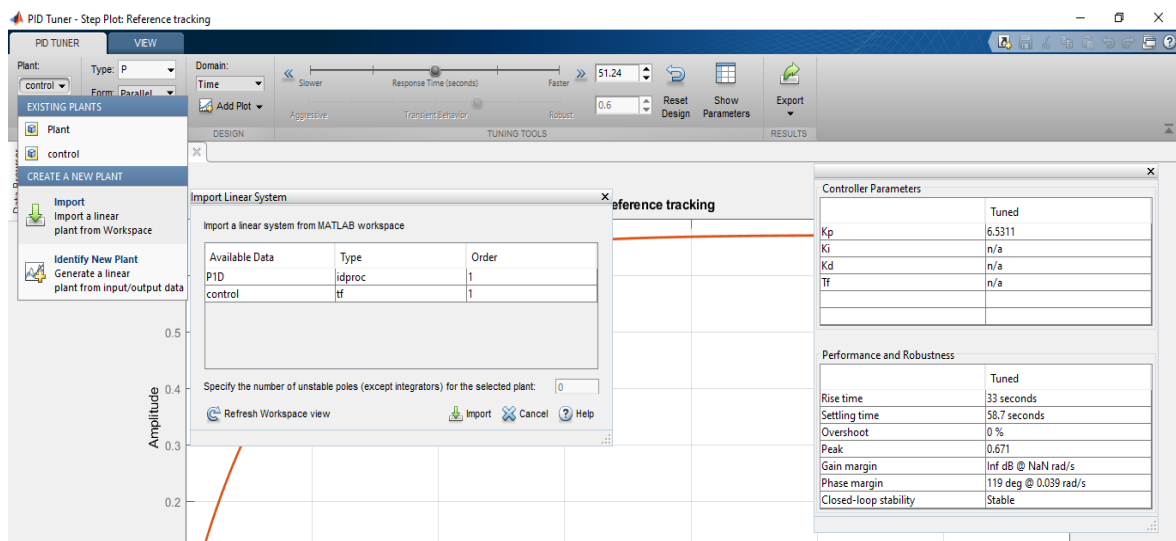 PID Tuner - Step Plot: Reference tracking
PID TUNER
VIEW
Plant:
control
Type: P
Form: Parallel
Domain:
Time
Add Plot
DESIGN
Slower
Response Time (seconds)
Faster
51.24
Aggressive
Transient Behavior
Robust
0.6
TUNING TOOLS
Reset
Design
Show
Parameters
Export
RESULTS
EXISTING PLANTS
Plant
control
CREATE A NEW PLANT
Import
Import a linear
plant from Workspace
Identify New Plant
Generate a linear
plant from input/output data
Import Linear System
Import a linear system from MATLAB workspace
Available Data Type Order
P1D idproc 1
control tf 1
Specify the number of unstable poles (except integrators) for the selected plant: 0
Refresh Workspace view
Import Cancel Help
eference tracking
Amplitude
0.5
0.4
0.3
0.2
Controller Parameters
Tuned
Kp 6.5311
Ki n/a
Kd n/a
Tf n/a
Performance and Robustness
Tuned
Rise time 33 seconds
Settling time 58.7 seconds
Overshoot 0 %
Peak 0.671
Gain margin Inf dB @ NaN rad/s
Phase margin 119 deg @ 0.039 rad/s
Closed-loop stability Stable